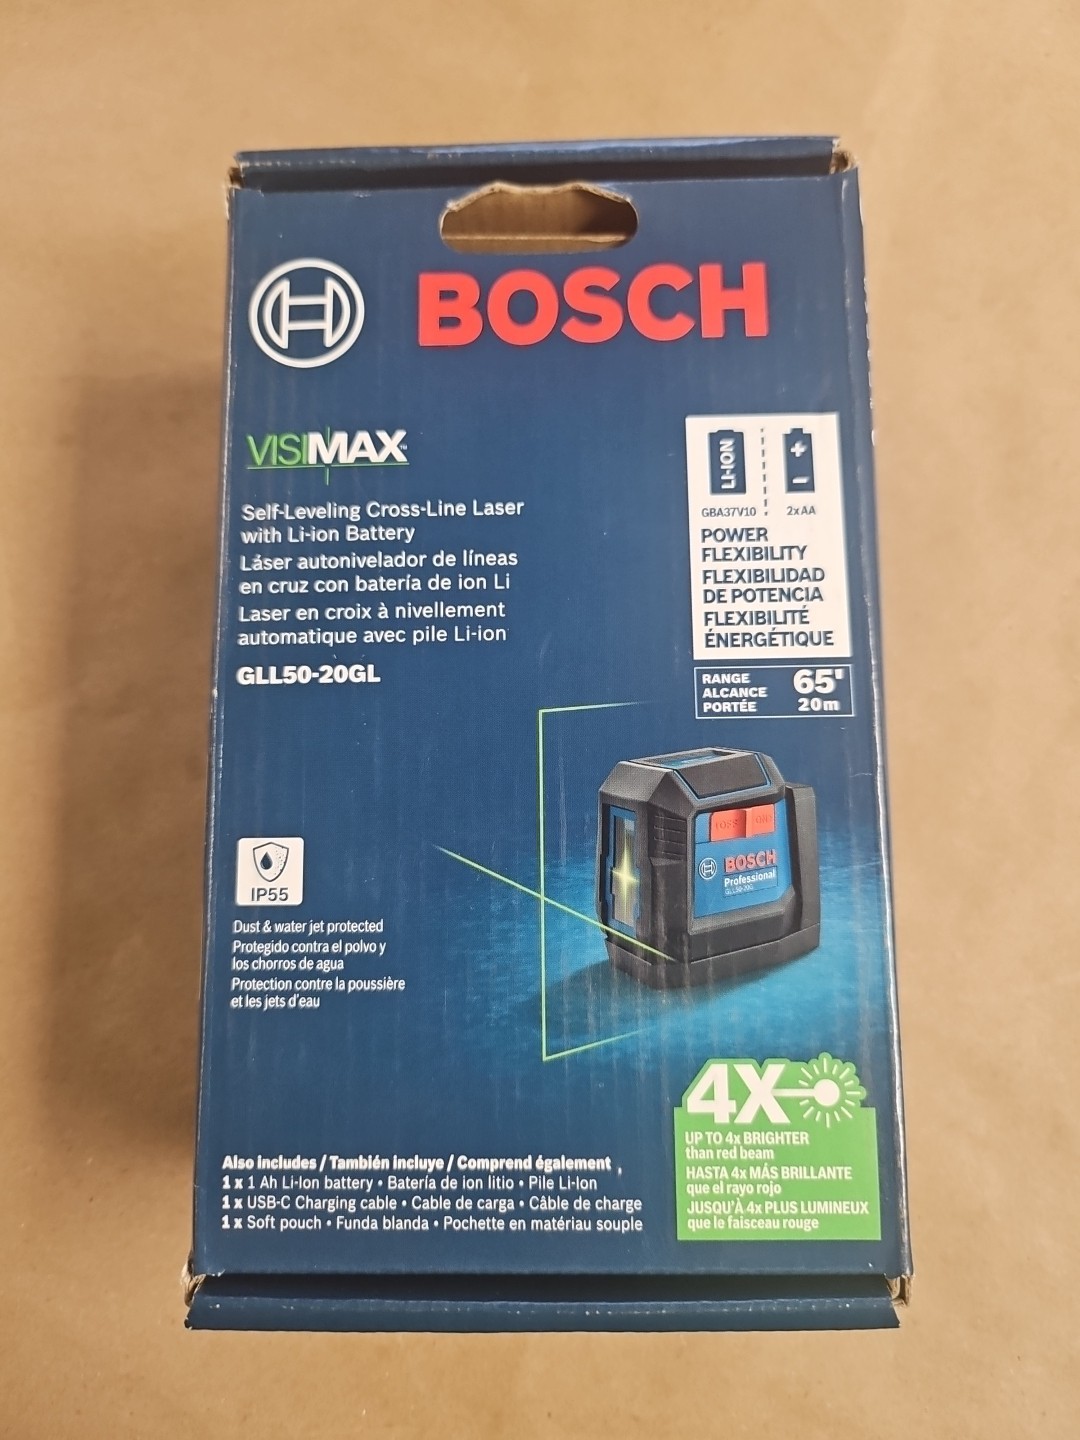 BOSCH
VISIMAX™
Self-Leveling Cross-Line Laser
with Li-ion Battery
Láser autonivelador de líneas
en cruz con batería de ion Li
Laser en croix à nivellement
automatique avec pile Li-ion
GLL50-20GL
LI-ION
+
–
GBA37V10
2xAA
POWER
FLEXIBILITY
FLEXIBILIDAD
DE POTENCIA
FLEXIBILITÉ
ÉNERGÉTIQUE
RANGE
ALCANCE
PORTÉE
65'
20m
OFF
ON
BOSCH
Professional
GLL50-20G
IP55
Dust & water jet protected
Protegido contra el polvo y
los chorros de agua
Protection contre la poussière
et les jets d'eau
4X
UP TO 4x BRIGHTER
than red beam
HASTA 4x MÁS BRILLANTE
que el rayo rojo
JUSQU'À 4x PLUS LUMINEUX
que le faisceau rouge
Also includes / También incluye / Comprend également
1 x 1 Ah Li-Ion battery • Batería de ion litio • Pile Li-Ion
1 x USB-C Charging cable • Cable de carga • Câble de charge
1 x Soft pouch • Funda blanda • Pochette en matériau souple